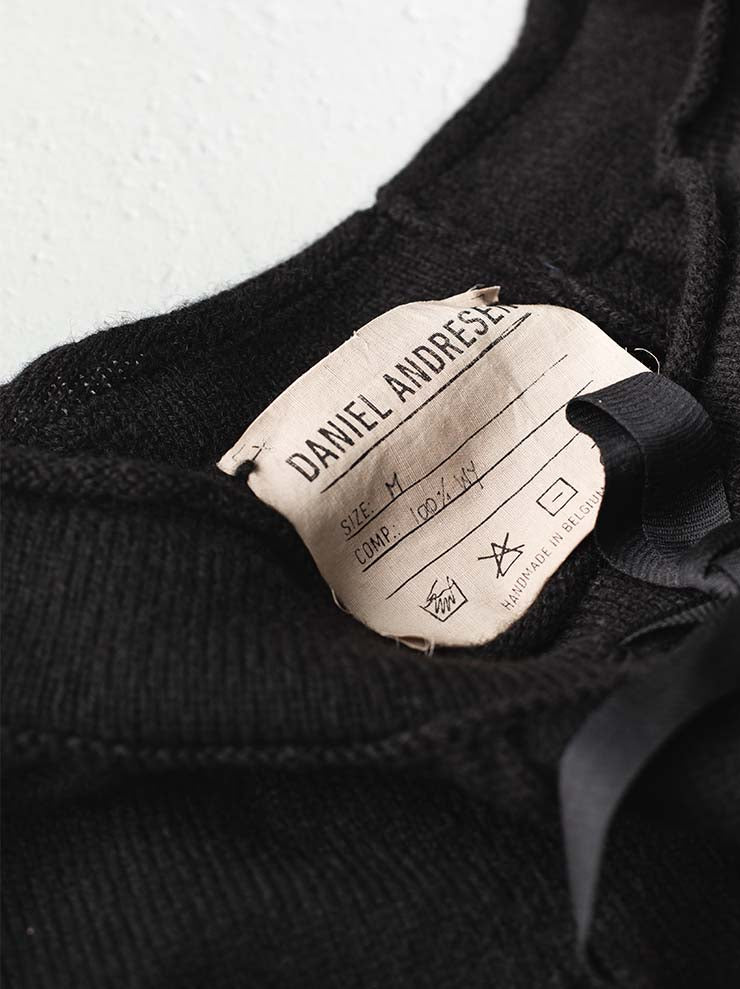 DANIEL ANDRESEN
SIZE: M
COMP.: 100% WY
HANDMADE IN BELGIUM